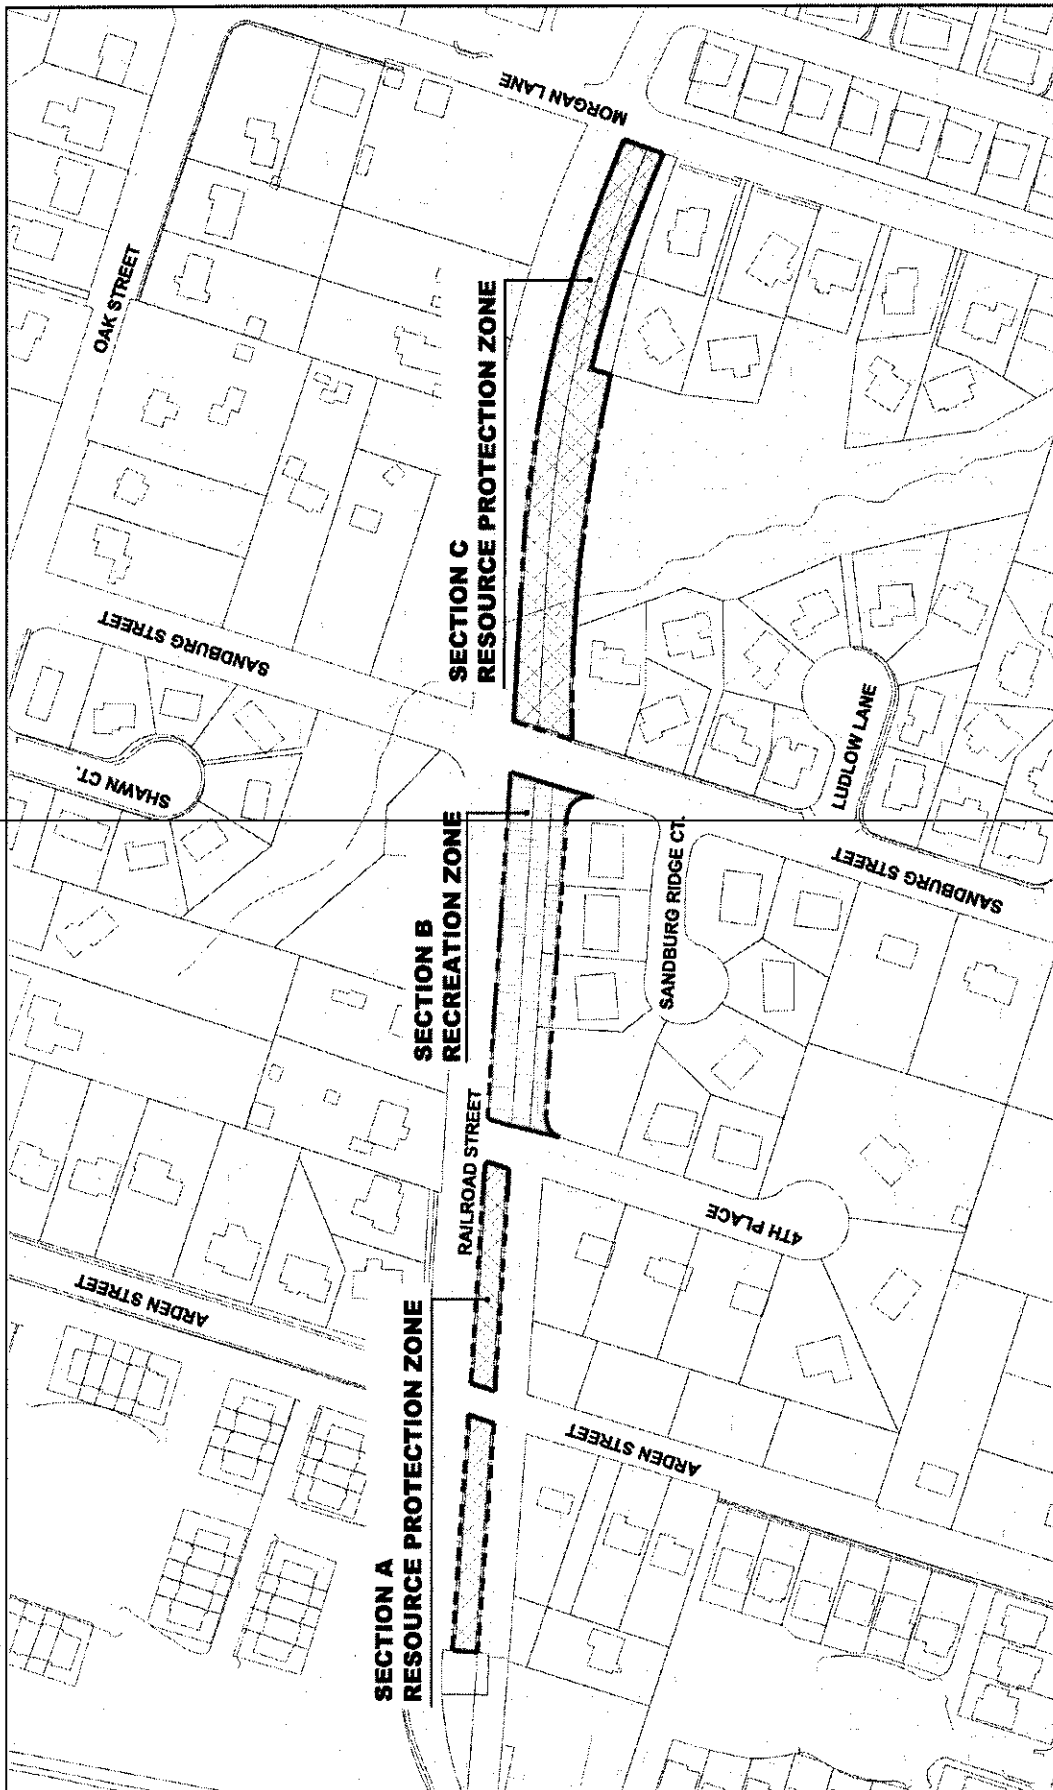 OAK STREET
MORGAN LANE
SECTION C
RESOURCE PROTECTION ZONE
SANDBURG STREET
SHAWN CT.
LUDLOW LANE
SECTION B
RECREATION ZONE
SANDBURG RIDGE CT.
SANDBURG STREET
RAILROAD STREET
4TH PLACE
ARDEN STREET
SECTION A
RESOURCE PROTECTION ZONE
ARDEN STREET